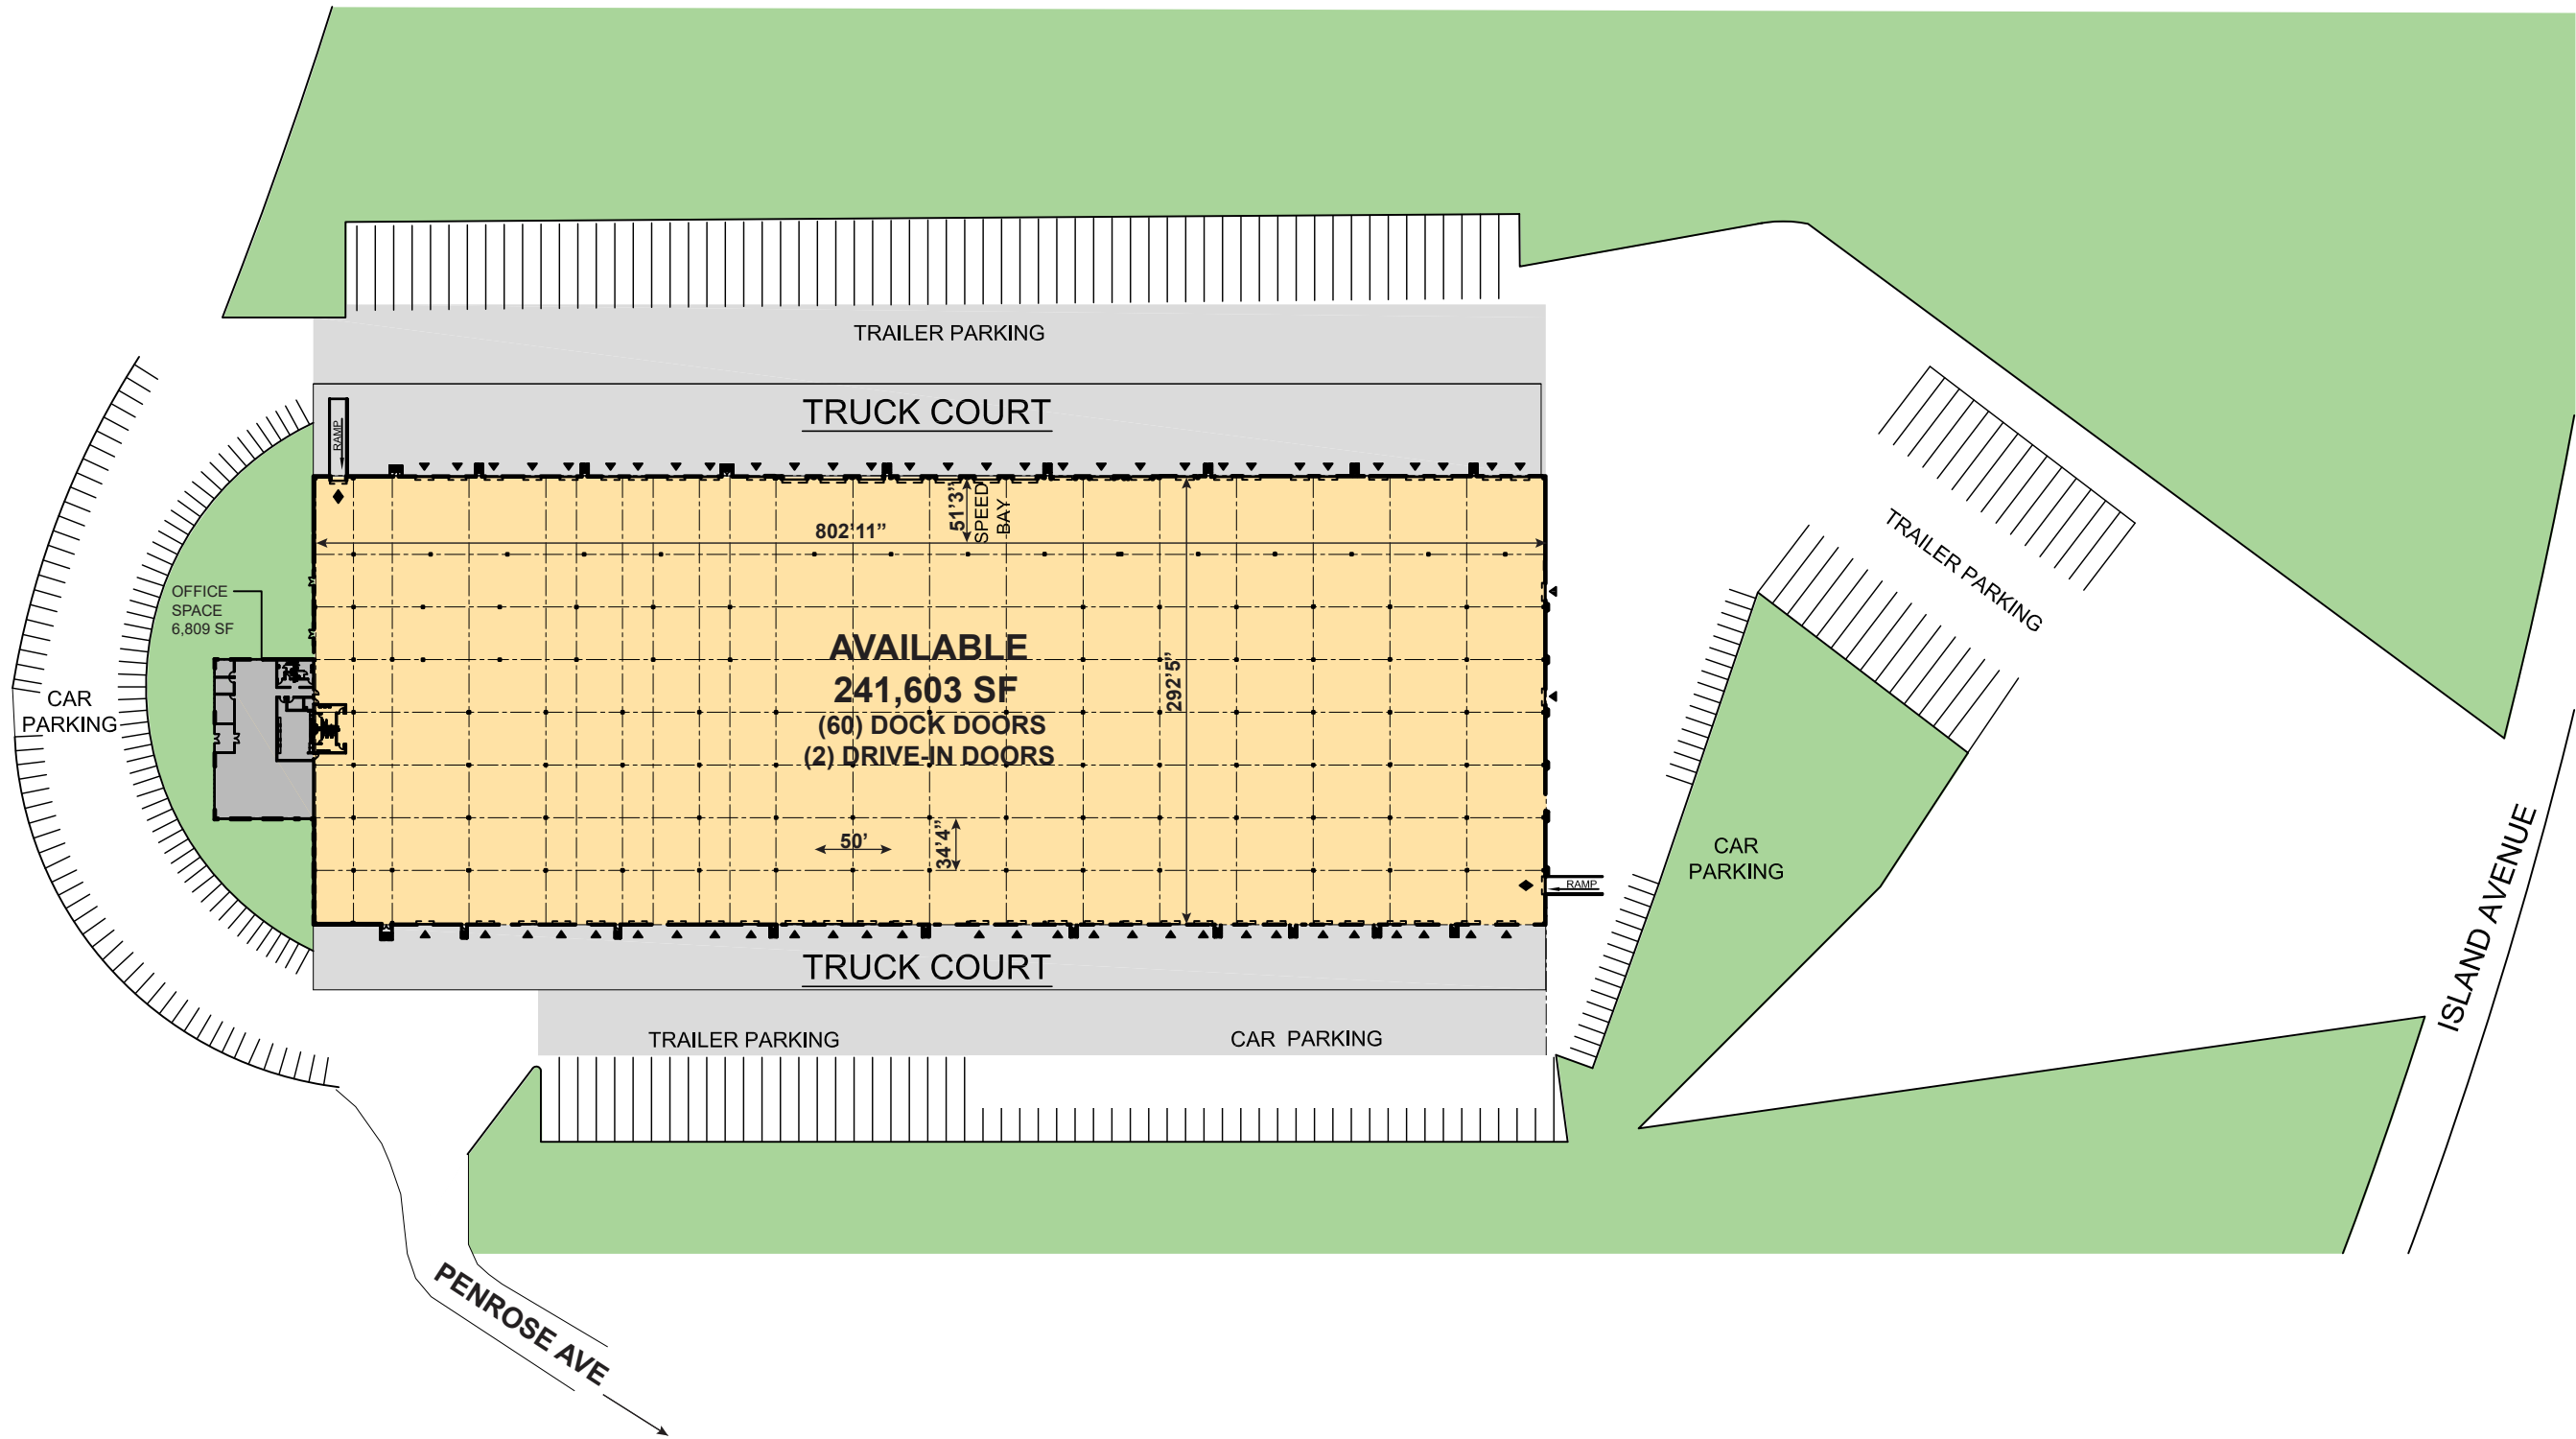 TRAILER PARKING
TRUCK COURT
RAMP
51'3"
SPEED
BAY
802'11"
TRAILER PARKING
OFFICE
SPACE
6,809 SF
AVAILABLE
241,603 SF
(60) DOCK DOORS
(2) DRIVE-IN DOORS
292'5"
CAR
PARKING
50'
34'4"
CAR
PARKING
RAMP
ISLAND AVENUE
TRUCK COURT
TRAILER PARKING
CAR PARKING
PENROSE AVE